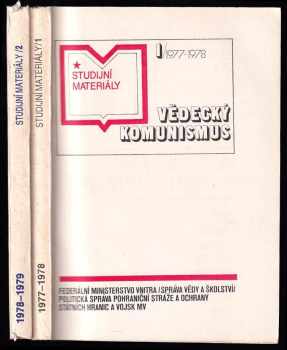 STUDIJNÍ MATERIÁLY/2
1978-1979
STUDIJNÍ MATERIÁLY/1
1977-1978
1/1977-1978
STUDIJNÍ
MATERIÁLY
VĚDECKÝ
KOMUNISMUS
FEDERÁLNÍ MINISTERSTVO VNITRA/SPRÁVA VĚDY A ŠKOLSTVÍ/
POLITICKÁ SPRÁVA POHRANIČNÍ STRÁŽE A OCHRANY
STÁTNÍCH HRANIC A VOJSK MV